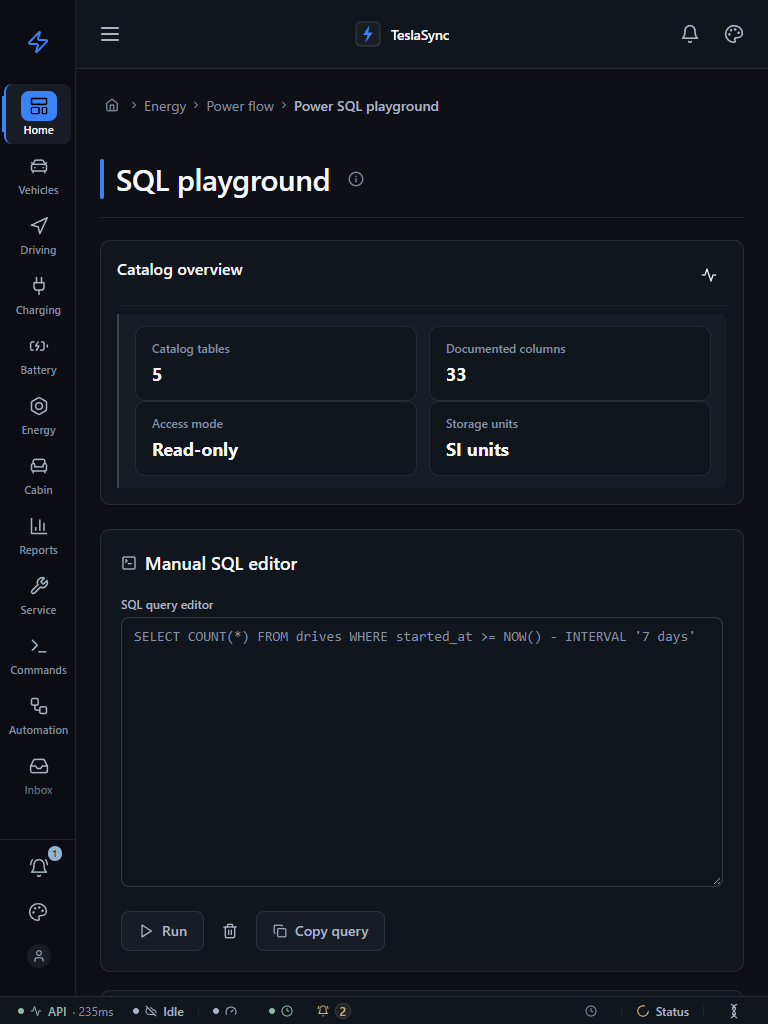 TeslaSync
Energy
Power flow
Power SQL playground
Home
Vehicles
Driving
Charging
Battery
Energy
Cabin
Reports
Service
Commands
Automation
Inbox
1
SQL playground
Catalog overview
Catalog tables
5
Documented columns
33
Access mode
Read-only
Storage units
SI units
Manual SQL editor
SQL query editor
SELECT COUNT(*) FROM drives WHERE started_at >= NOW() - INTERVAL '7 days'
Run
Copy query
API · 235ms
Idle
2
Status